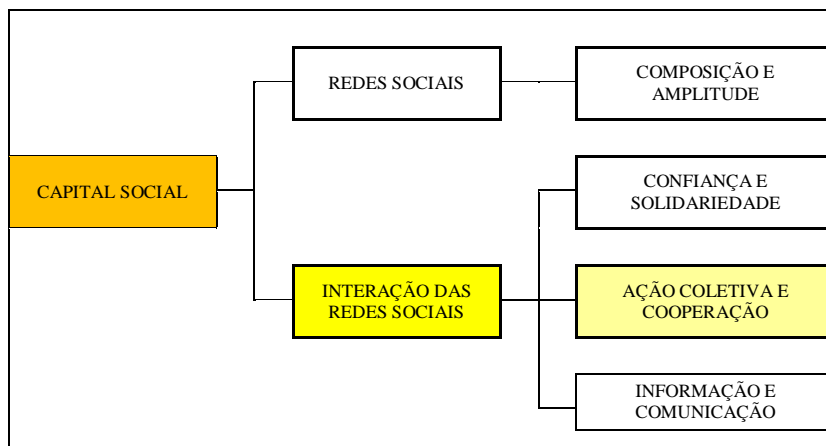 REDES SOCIAIS
COMPOSIÇÃO E
AMPLITUDE
CAPITAL SOCIAL
CONFIANÇA E
SOLIDARIEDADE
INTERAÇÃO DAS
REDES SOCIAIS
AÇÃO COLETIVA E
COOPERAÇÃO
INFORMAÇÃO E
COMUNICAÇÃO